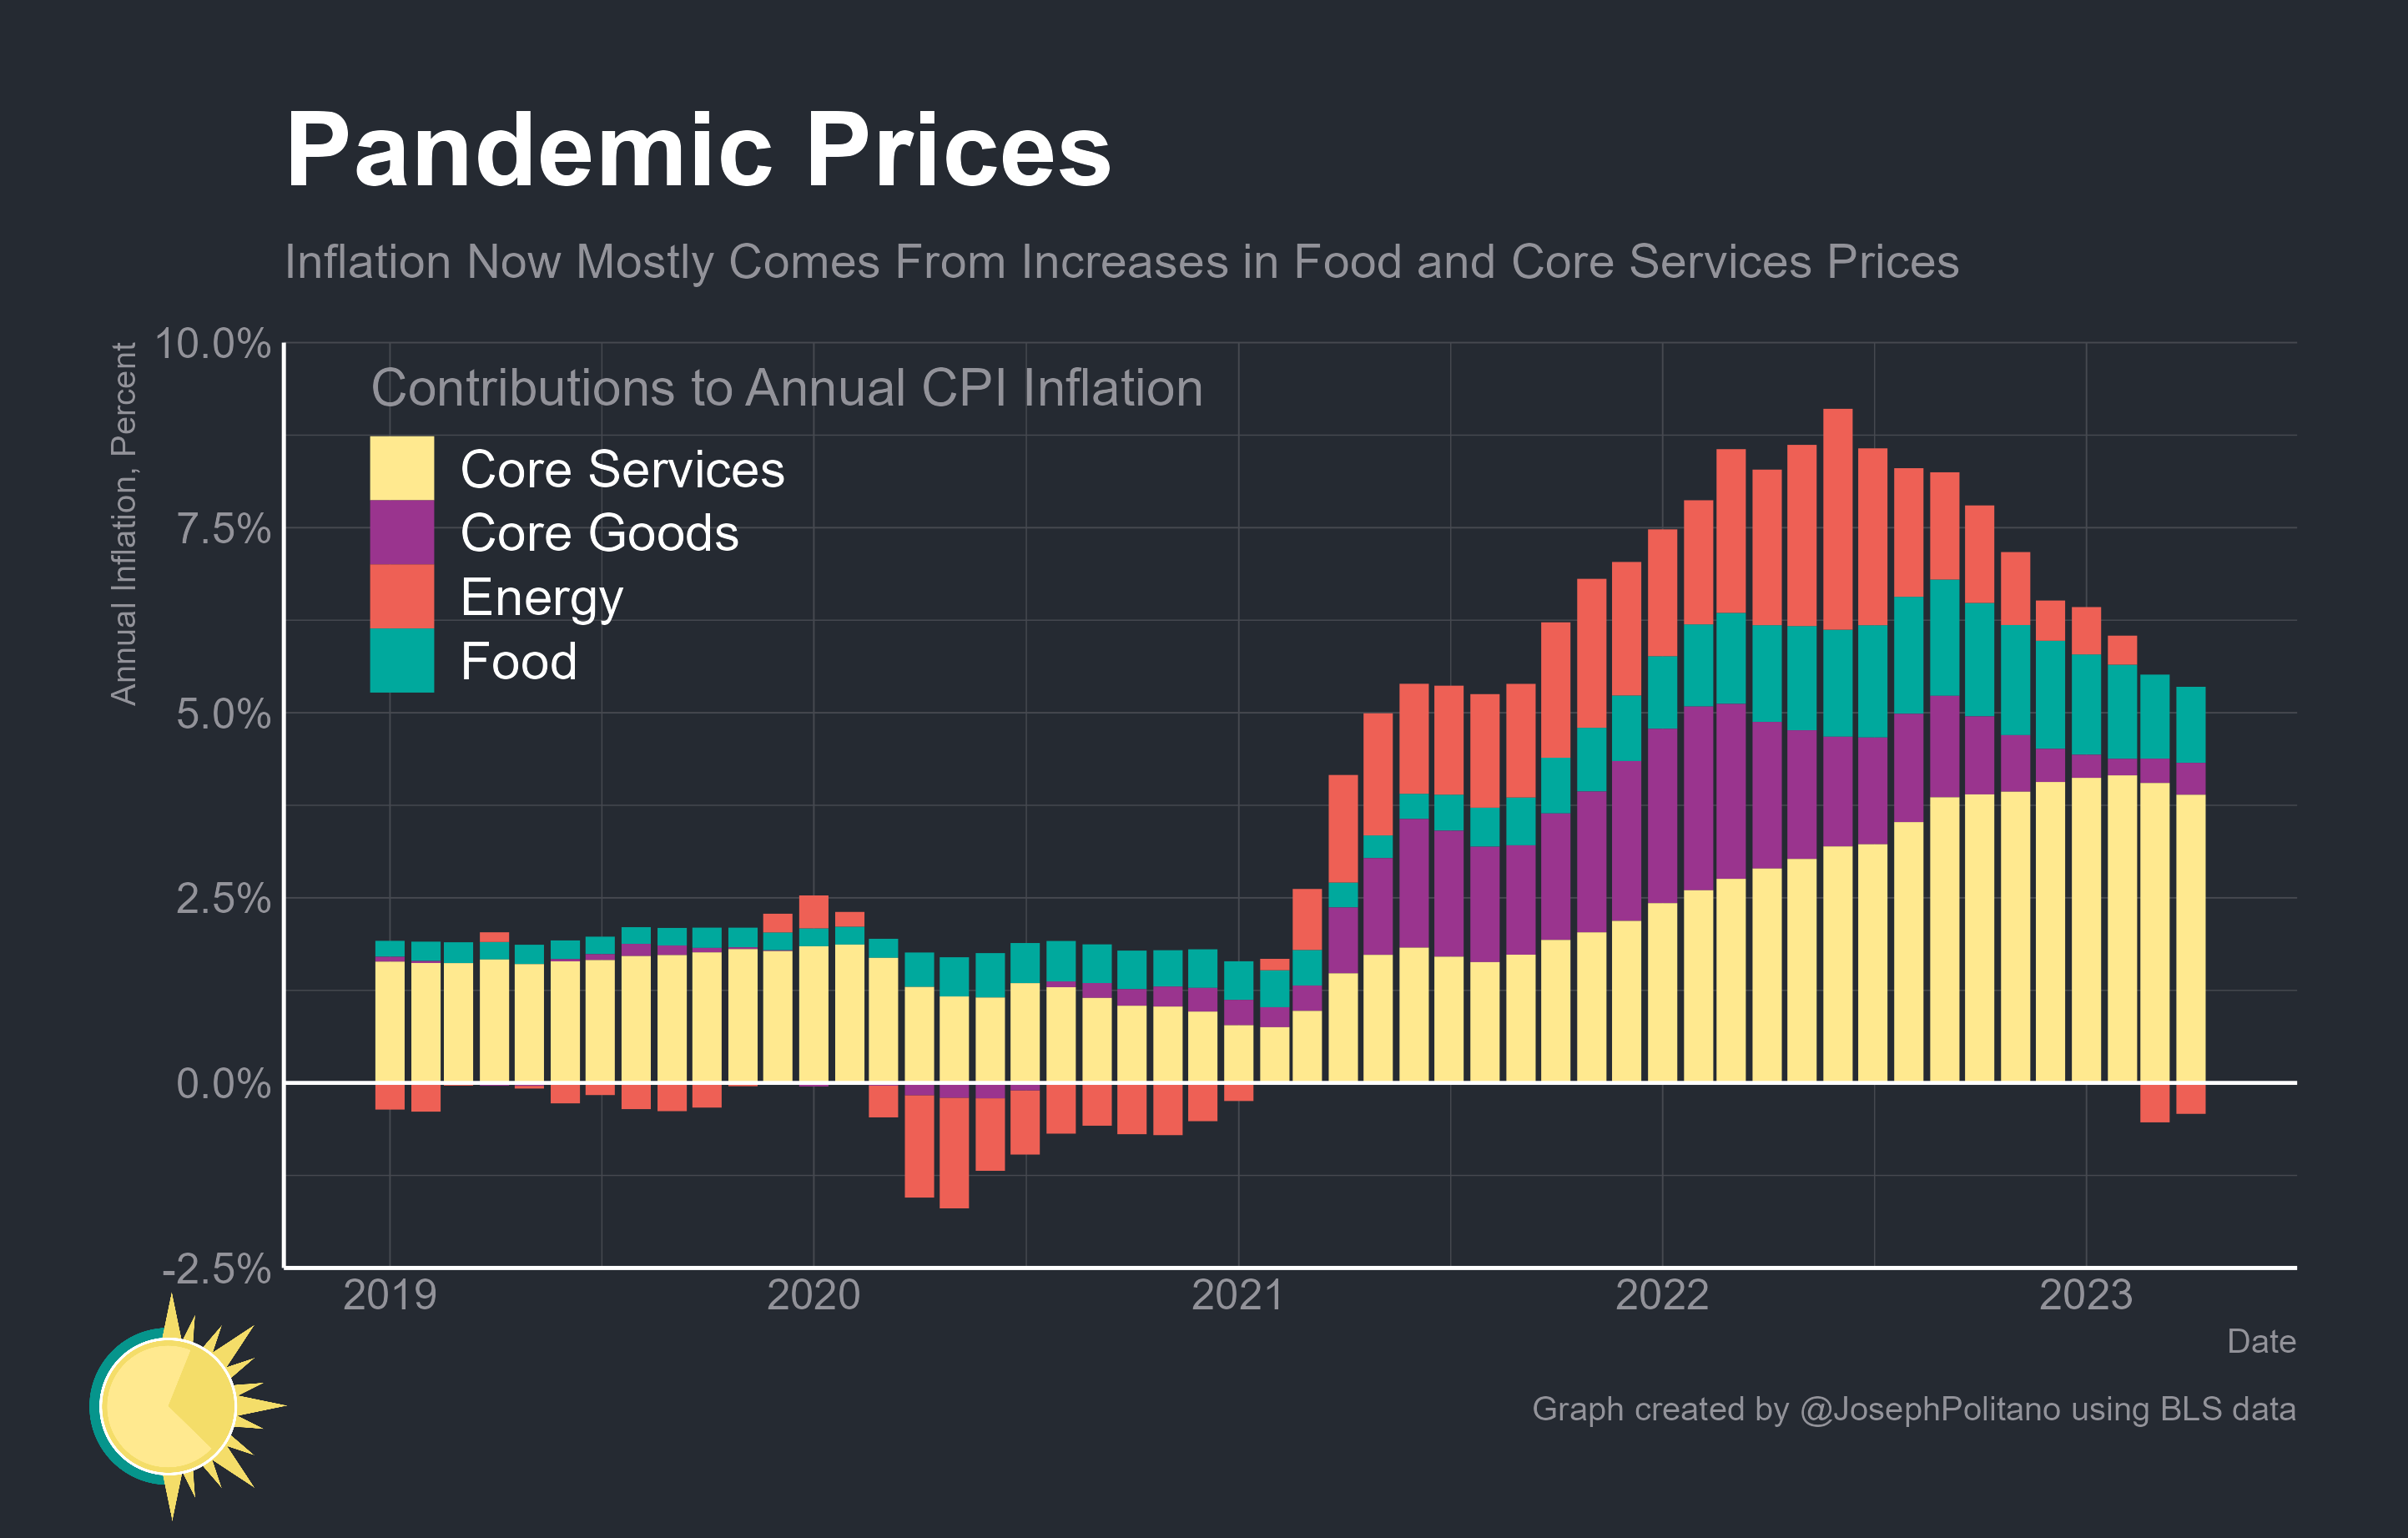 Pandemic Prices
Inflation Now Mostly Comes From Increases in Food and Core Services Prices
Annual Inflation, Percent
10.0%
7.5%
5.0%
2.5%
0.0%
-2.5%
Contributions to Annual CPI Inflation
Core Services
Core Goods
Energy
Food
2019 2020 2021 2022 2023
Date
Graph created by @JosephPolitano using BLS data